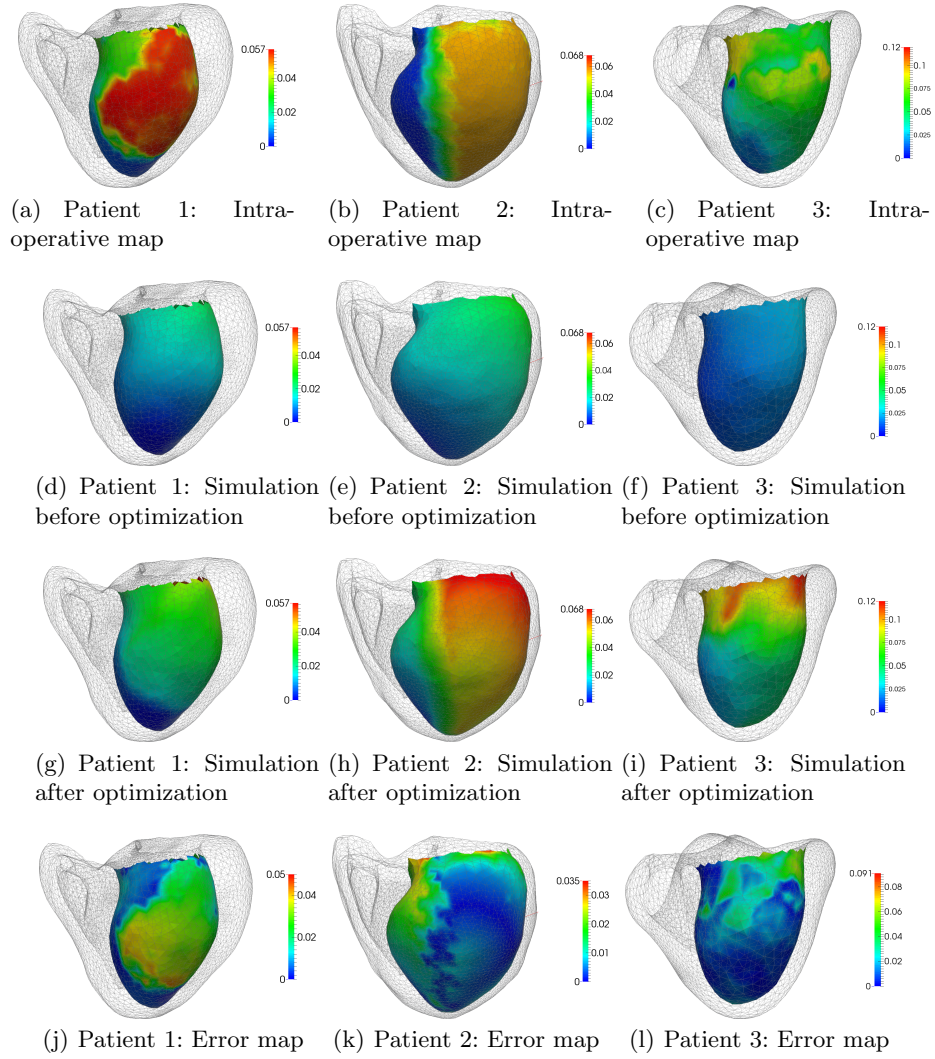 0.057
0.04
0.02
0
0.068
0.06
0.04
0.02
0
0.12
0.1
0.075
0.05
0.025
0
(a) Patient 1: Intra-
operative map
(b) Patient 2: Intra-
operative map
(c) Patient 3: Intra-
operative map
0.057
0.04
0.02
0
0.068
0.06
0.04
0.02
0
0.12
0.1
0.075
0.05
0.025
0
(d) Patient 1: Simulation
before optimization
(e) Patient 2: Simulation
before optimization
(f) Patient 3: Simulation
before optimization
0.057
0.04
0.02
0
0.068
0.06
0.04
0.02
0
0.12
0.1
0.075
0.05
0.025
0
(g) Patient 1: Simulation
after optimization
(h) Patient 2: Simulation
after optimization
(i) Patient 3: Simulation
after optimization
0.05
0.04
0.02
0
0.035
0.03
0.02
0.01
0
0.091
0.08
0.06
0.04
0.02
0
(j) Patient 1: Error map
(k) Patient 2: Error map
(l) Patient 3: Error map